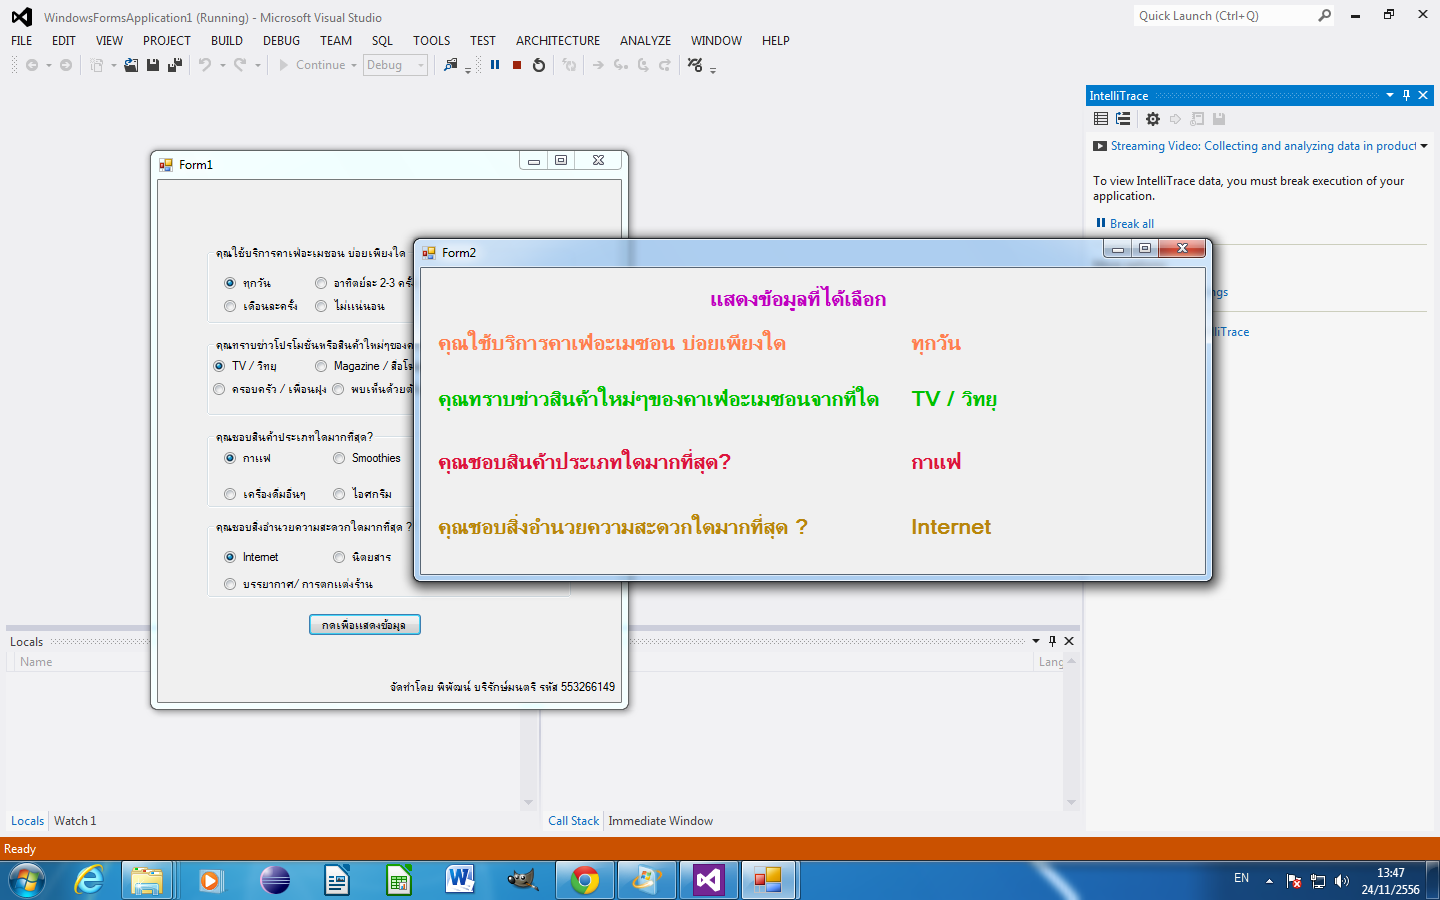 WindowsFormsApplication1 (Running) - Microsoft Visual Studio
Quick Launch (Ctrl+Q)
FILE EDIT VIEW PROJECT BUILD DEBUG TEAM SQL TOOLS TEST ARCHITECTURE ANALYZE WINDOW HELP
Continue Debug
IntelliTrace
Streaming Video: Collecting and analyzing data in product
To view IntelliTrace data, you must break execution of your
application.
Break all
Form1
คุณใช้บริการคาเฟ่อะเมซอน บ่อยเพียงใด
ทุกวัน อาทิตย์ละ 2-3 ครั้ง
เดือนละครั้ง ไม่แน่นอน
คุณทราบข่าวโปรโมชั่นหรือสินค้าใหม่ๆของค
TV / วิทยุ Magazine / สื่อโ
ครอบครัว / เพื่อนฝูง พบเห็นด้วยตั
คุณชอบสินค้าประเภทใดมากที่สุด?
กาแฟ Smoothies
เครื่องดื่มอื่นๆ ไอศกรีม
คุณชอบสิ่งอำนวยความสะดวกใดมากที่สุด ?
Internet นิตยสาร
บรรยากาศ/ การตกแต่งร้าน
กดเพื่อแสดงข้อมูล
จัดทำโดย พิพัฒน์ บริรักษ์มนตรี รหัส 553266149
Form2
แสดงข้อมูลที่ได้เลือก
คุณใช้บริการคาเฟ่อะเมซอน บ่อยเพียงใด ทุกวัน
คุณทราบข่าวสินค้าใหม่ๆของคาเฟ่อะเมซอนจากที่ใด TV / วิทยุ
คุณชอบสินค้าประเภทใดมากที่สุด? กาแฟ
คุณชอบสิ่งอำนวยความสะดวกใดมากที่สุด ? Internet
ngs
lliTrace
Locals
Name
Lang
Locals Watch 1
Call Stack Immediate Window
Ready
EN
13:47
24/11/2556